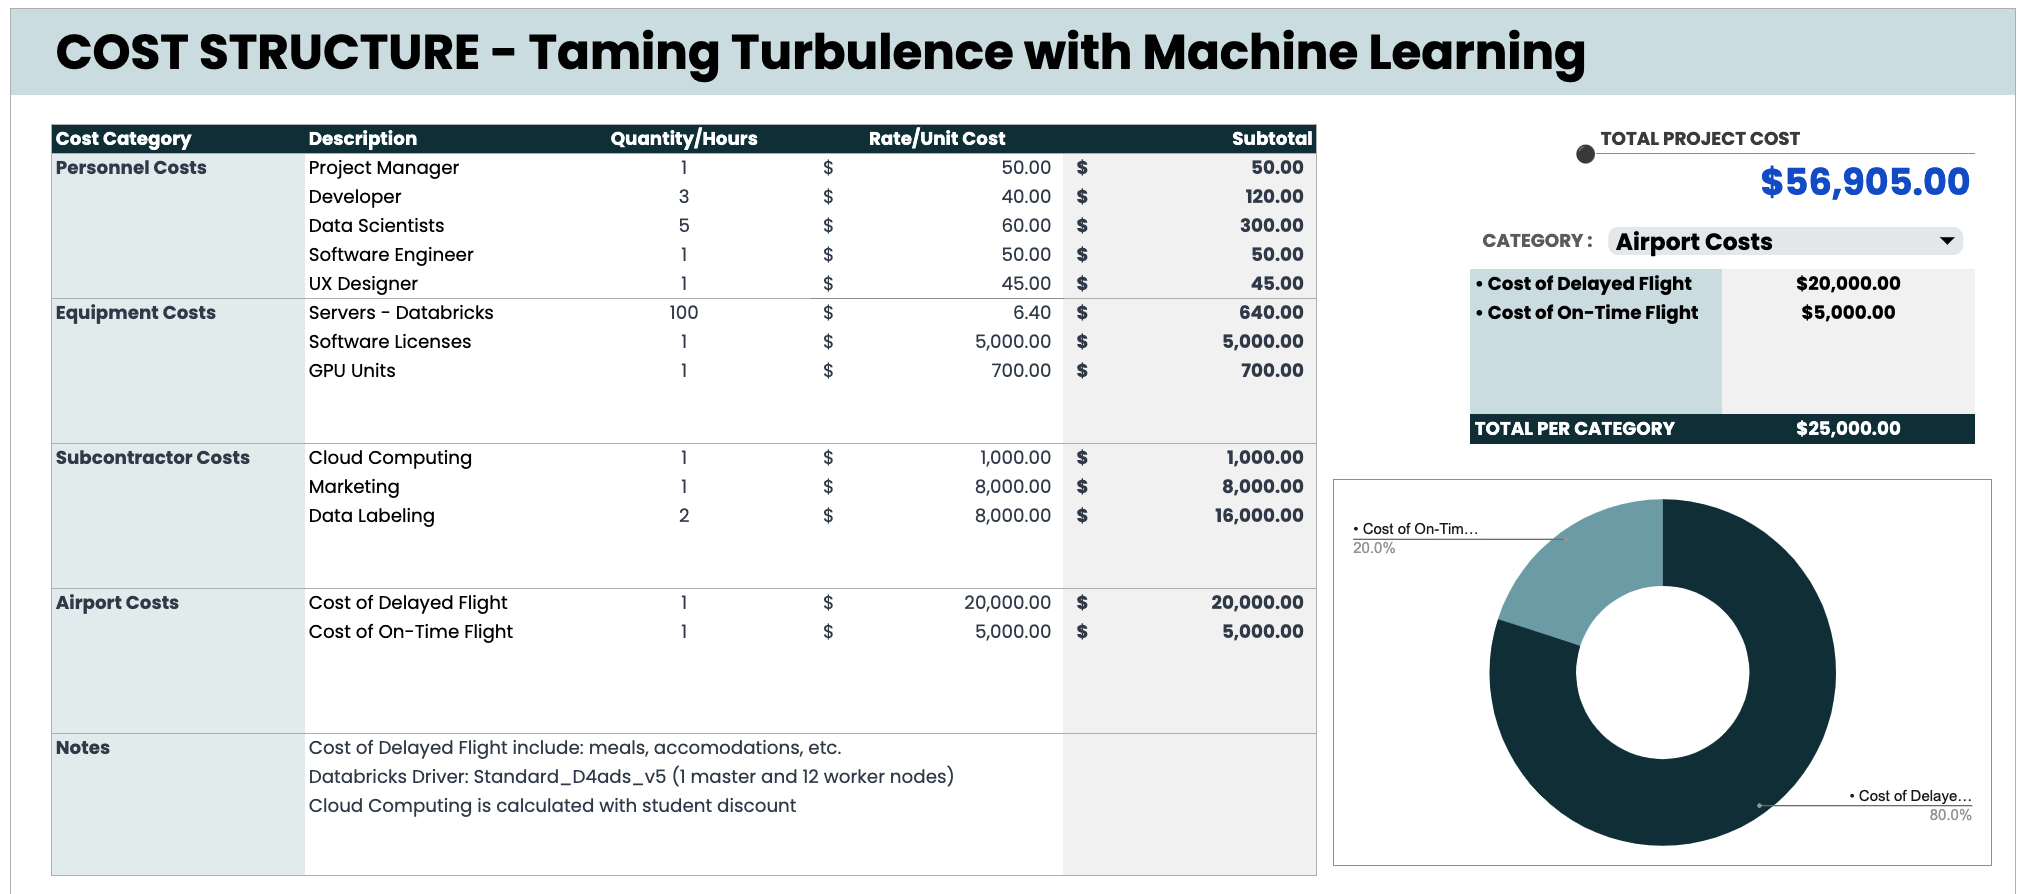 COST STRUCTURE - Taming Turbulence with Machine Learning
Cost Category Description Quantity/Hours Rate/Unit Cost Subtotal
Personnel Costs Project Manager 1 $ 50.00 $ 50.00
Developer 3 $ 40.00 $ 120.00
Data Scientists 5 $ 60.00 $ 300.00
Software Engineer 1 $ 50.00 $ 50.00
UX Designer 1 $ 45.00 $ 45.00
Equipment Costs Servers - Databricks 100 $ 6.40 $ 640.00
Software Licenses 1 $ 5,000.00 $ 5,000.00
GPU Units 1 $ 700.00 $ 700.00
Subcontractor Costs Cloud Computing 1 $ 1,000.00 $ 1,000.00
Marketing 1 $ 8,000.00 $ 8,000.00
Data Labeling 2 $ 8,000.00 $ 16,000.00
Airport Costs Cost of Delayed Flight 1 $ 20,000.00 $ 20,000.00
Cost of On-Time Flight 1 $ 5,000.00 $ 5,000.00
Notes Cost of Delayed Flight include: meals, accomodations, etc.
Databricks Driver: Standard_D4ads_v5 (1 master and 12 worker nodes)
Cloud Computing is calculated with student discount
TOTAL PROJECT COST
$56,905.00
CATEGORY : Airport Costs
• Cost of Delayed Flight $20,000.00
• Cost of On-Time Flight $5,000.00
TOTAL PER CATEGORY $25,000.00
• Cost of On-Tim…
20.0%
• Cost of Delaye…
80.0%